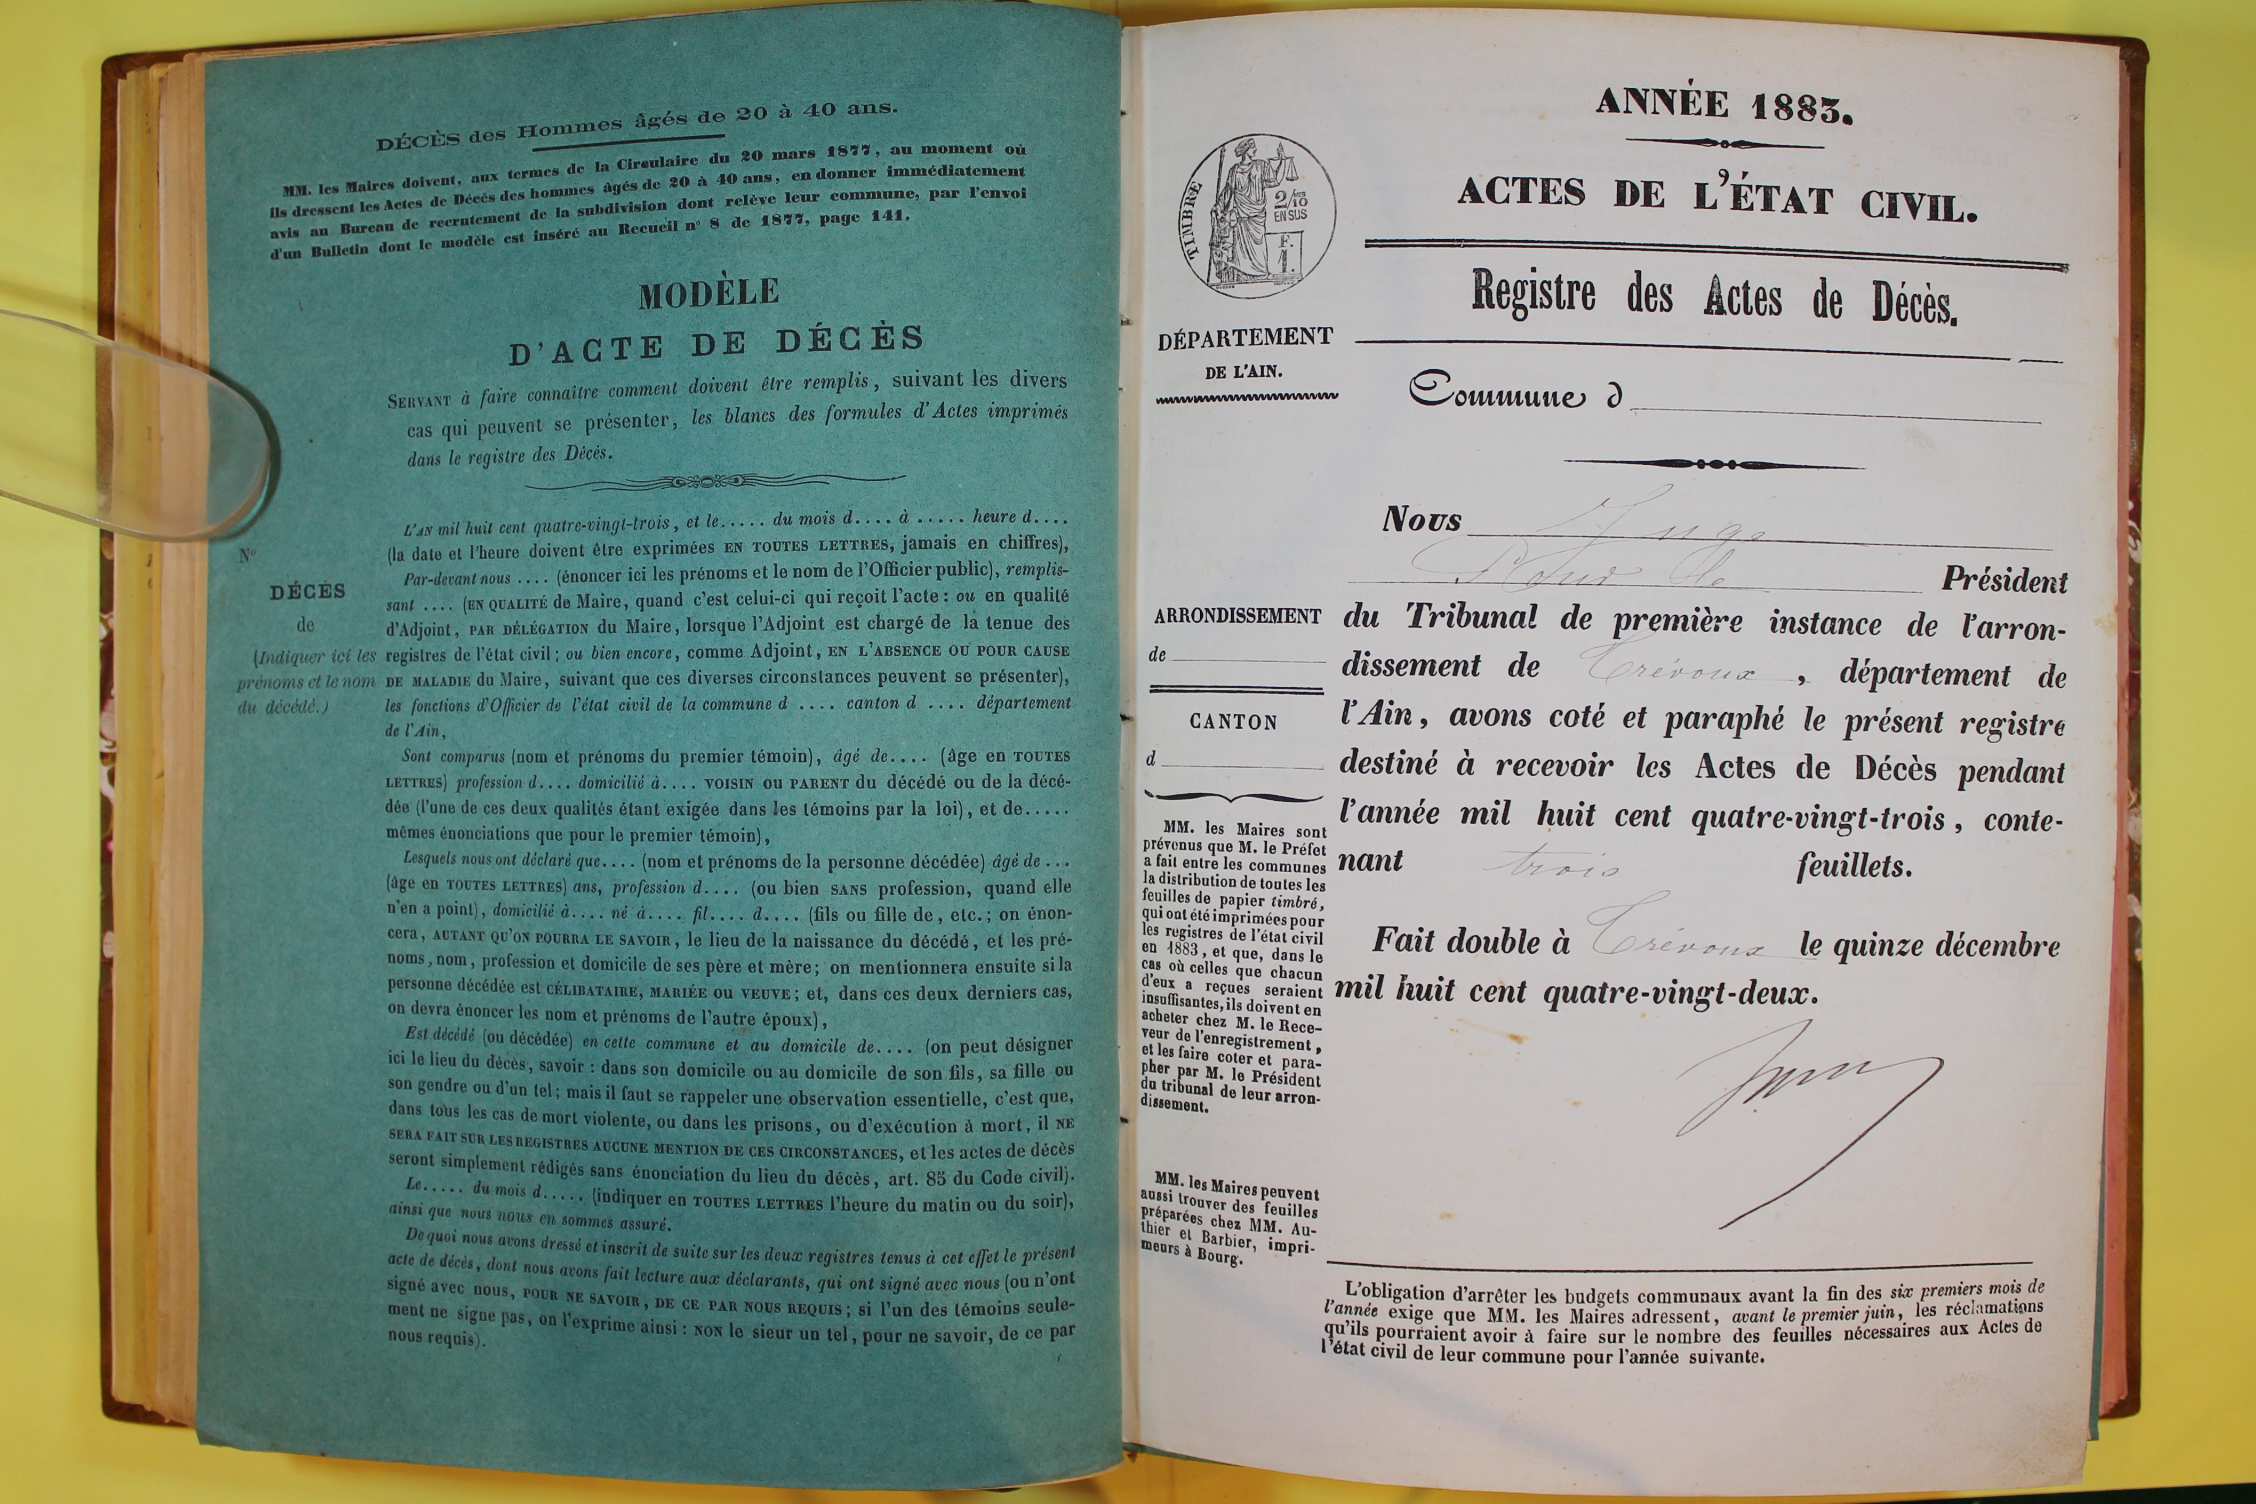 DÉCÈS des Hommes âgés de 20 à 40 ans.
MM. les Maires doivent, aux termes de la Circulaire du 20 mars 1877, au moment où
ils dressent les Actes de Décès des hommes âgés de 20 à 40 ans, en donner immédiatement
avis au Bureau de recrutement de la subdivision dont relève leur commune, par l'envoi
d'un Bulletin dont le modèle est inséré au Recueil n° 8 de 1877, page 141.
MODÈLE
D'ACTE DE DÉCÈS
SERVANT à faire connaître comment doivent être remplis, suivant les divers
cas qui peuvent se présenter, les blancs des formules d'Actes imprimés
dans le registre des Décés.
N°
DÉCÈS
de
(Indiquer ici les
prénoms et le nom
du décédé.)
L'AN mil huit cent quatre-vingt-trois, et le..... du mois d.... à ..... heure d....
(la date et l'heure doivent être exprimées EN TOUTES LETTRES, jamais en chiffres),
Par-devant nous .... (énoncer ici les prénoms et le nom de l'Officier public), remplis-
sant .... (EN QUALITÉ de Maire, quand c'est celui-ci qui reçoit l'acte : ou en qualité
d'Adjoint, PAR DÉLÉGATION du Maire, lorsque l'Adjoint est chargé de la tenue des
registres de l'état civil ; ou bien encore, comme Adjoint, EN L'ABSENCE OU POUR CAUSE
DE MALADIE du Maire, suivant que ces diverses circonstances peuvent se présenter),
les fonctions d'Officier de l'état civil de la commune d .... canton d .... département
de l'Ain,
Sont comparus (nom et prénoms du premier témoin), âgé de.... (âge en TOUTES
LETTRES) profession d.... domicilié à.... VOISIN OU PARENT du décédé ou de la décé-
dée (l'une de ces deux qualités étant exigée dans les témoins par la loi), et de.....
mêmes énonciations que pour le premier témoin),
Lesquels nous ont déclaré que.... (nom et prénoms de la personne décédée) âgé de ...
(âge en TOUTES LETTRES) ans, profession d.... (ou bien SANS profession, quand elle
n'en a point), domicilié à.... né à.... fil.... d.... (fils ou fille de, etc. ; on énon-
cera, AUTANT QU'ON POURRA LE SAVOIR, le lieu de la naissance du décédé, et les pré-
noms, nom, profession et domicile de ses père et mère ; on mentionnera ensuite si la
personne décédée est CÉLIBATAIRE, MARIÉE OU VEUVE ; et, dans ces deux derniers cas,
on devra énoncer les nom et prénoms de l'autre époux),
Est décédé (ou décédée) en cette commune et au domicile de.... (on peut désigner
ici le lieu du décès, savoir : dans son domicile ou au domicile de son fils, sa fille ou
son gendre ou d'un tel ; mais il faut se rappeler une observation essentielle, c'est que,
dans tous les cas de mort violente, ou dans les prisons, ou d'exécution à mort, il NE
SERA FAIT SUR LES REGISTRES AUCUNE MENTION DE CES CIRCONSTANCES, et les actes de décès
seront simplement rédigés sans énonciation du lieu du décès, art. 85 du Code civil).
Le..... du mois d..... (indiquer en TOUTES LETTRES l'heure du matin ou du soir),
ainsi que nous nous en sommes assuré.
De quoi nous avons dressé et inscrit de suite sur les deux registres tenus à cet effet le présent
acte de décès, dont nous avons fait lecture aux déclarants, qui ont signé avec nous (ou n'ont
signé avec nous, POUR NE SAVOIR, DE CE PAR NOUS REQUIS ; si l'un des témoins seule-
ment ne signe pas, on l'exprime ainsi : NON le sieur un tel, pour ne savoir, de ce par
nous requis).
ANNÉE 1883.
ACTES DE L'ÉTAT CIVIL.
TIMBRE
2/10
EN SUS
F.
1.
Registre des Actes de Décès.
DÉPARTEMENT
DE L'AIN.
Commune d
Nous
Président
du Tribunal de première instance de l'arron-
dissement de Trévoux, département de
l'Ain, avons coté et paraphé le présent registre
destiné à recevoir les Actes de Décès pendant
l'année mil huit cent quatre-vingt-trois, conte-
nant trois feuillets.
Fait double à Trévoux le quinze décembre
mil huit cent quatre-vingt-deux.
ARRONDISSEMENT
de
CANTON
d
MM. les Maires sont
prévenus que M. le Préfet
a fait entre les communes
la distribution de toutes les
feuilles de papier timbré,
qui ont été imprimées pour
les registres de l'état civil
en 1883, et que, dans le
cas où celles que chacun
d'eux a reçues seraient
insuffisantes, ils doivent en
acheter chez M. le Rece-
veur de l'enregistrement,
et les faire coter et para-
pher par M. le Président
du tribunal de leur arron-
dissement.
MM. les Maires peuvent
aussi trouver des feuilles
préparées chez MM. Au-
thier et Barbier, impri-
meurs à Bourg.
L'obligation d'arrêter les budgets communaux avant la fin des six premiers mois de
l'année exige que MM. les Maires adressent, avant le premier juin, les réclamations
qu'ils pourraient avoir à faire sur le nombre des feuilles nécessaires aux Actes de
l'état civil de leur commune pour l'année suivante.